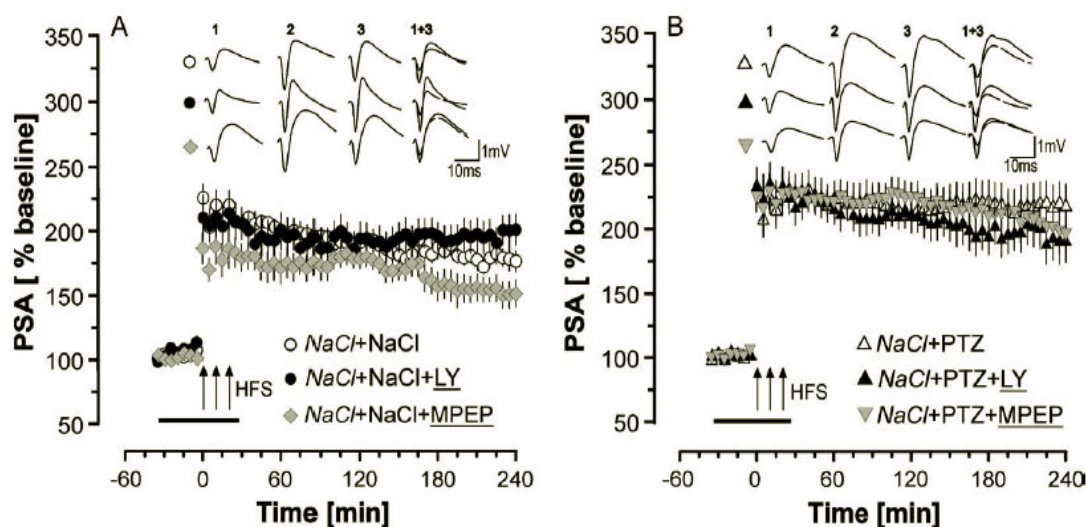 A
1 2 3 1+3
350
300
250
200
150
100
50
PSA [ % baseline]
1mV
10ms
NaCl+NaCl
NaCl+NaCl+LY
NaCl+NaCl+MPEP
HFS
-60 0 60 120 180 240
Time [min]
B
1 2 3 1+3
350
300
250
200
150
100
50
PSA [ % baseline]
1mV
10ms
NaCl+PTZ
NaCl+PTZ+LY
NaCl+PTZ+MPEP
HFS
-60 0 60 120 180 240
Time [min]